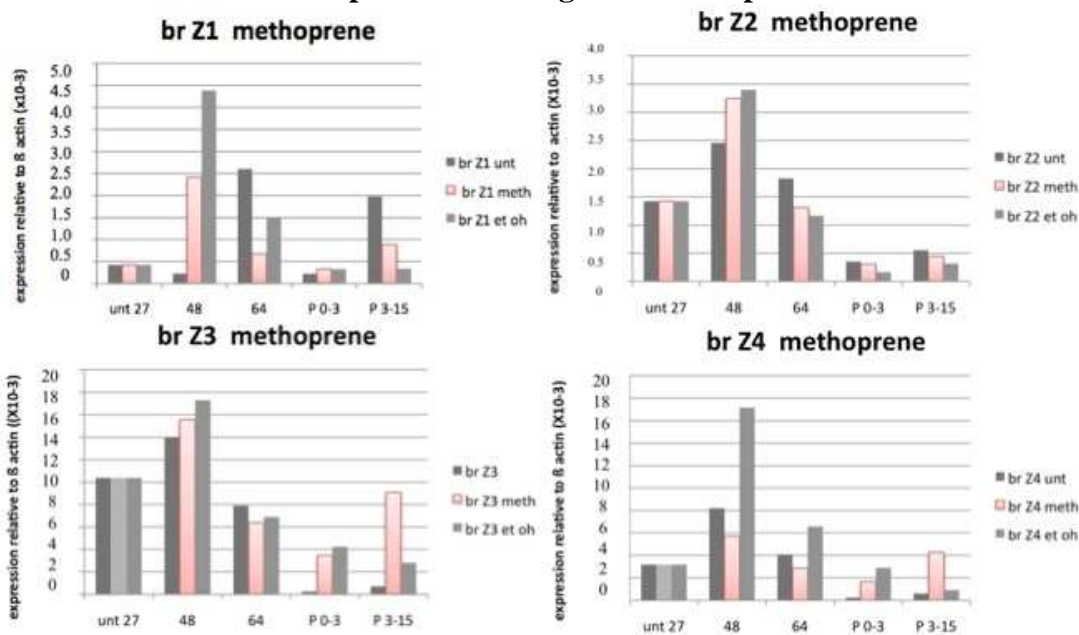 br Z1 methoprene
expression relative to ß actin (x10-3)
5.0
4.5
4.0
3.5
3.0
2.5
2.0
1.5
1.0
0.5
0
unt 27 48 64 P 0-3 P 3-15
br Z1 unt
br Z1 meth
br Z1 et oh
br Z2 methoprene
expression relative to actin (X10-3)
4.0
3.5
3.0
2.5
2.0
1.5
1.0
0.5
0
unt 27 48 64 P 0-3 P 3-15
br Z2 unt
br Z2 meth
br Z2 et oh
br Z3 methoprene
expression relative to ß actin ((X10-3)
20
18
16
14
12
10
8
6
4
2
0
unt 27 48 64 P 0-3 P 3-15
br Z3
br Z3 meth
br Z3 et oh
br Z4 methoprene
expression relative to ß actin (X10-3)
20
18
16
14
12
10
8
6
4
2
0
unt 27 48 64 P 0-3 P 3-15
br Z4 unt
br Z4 meth
br Z4 et oh